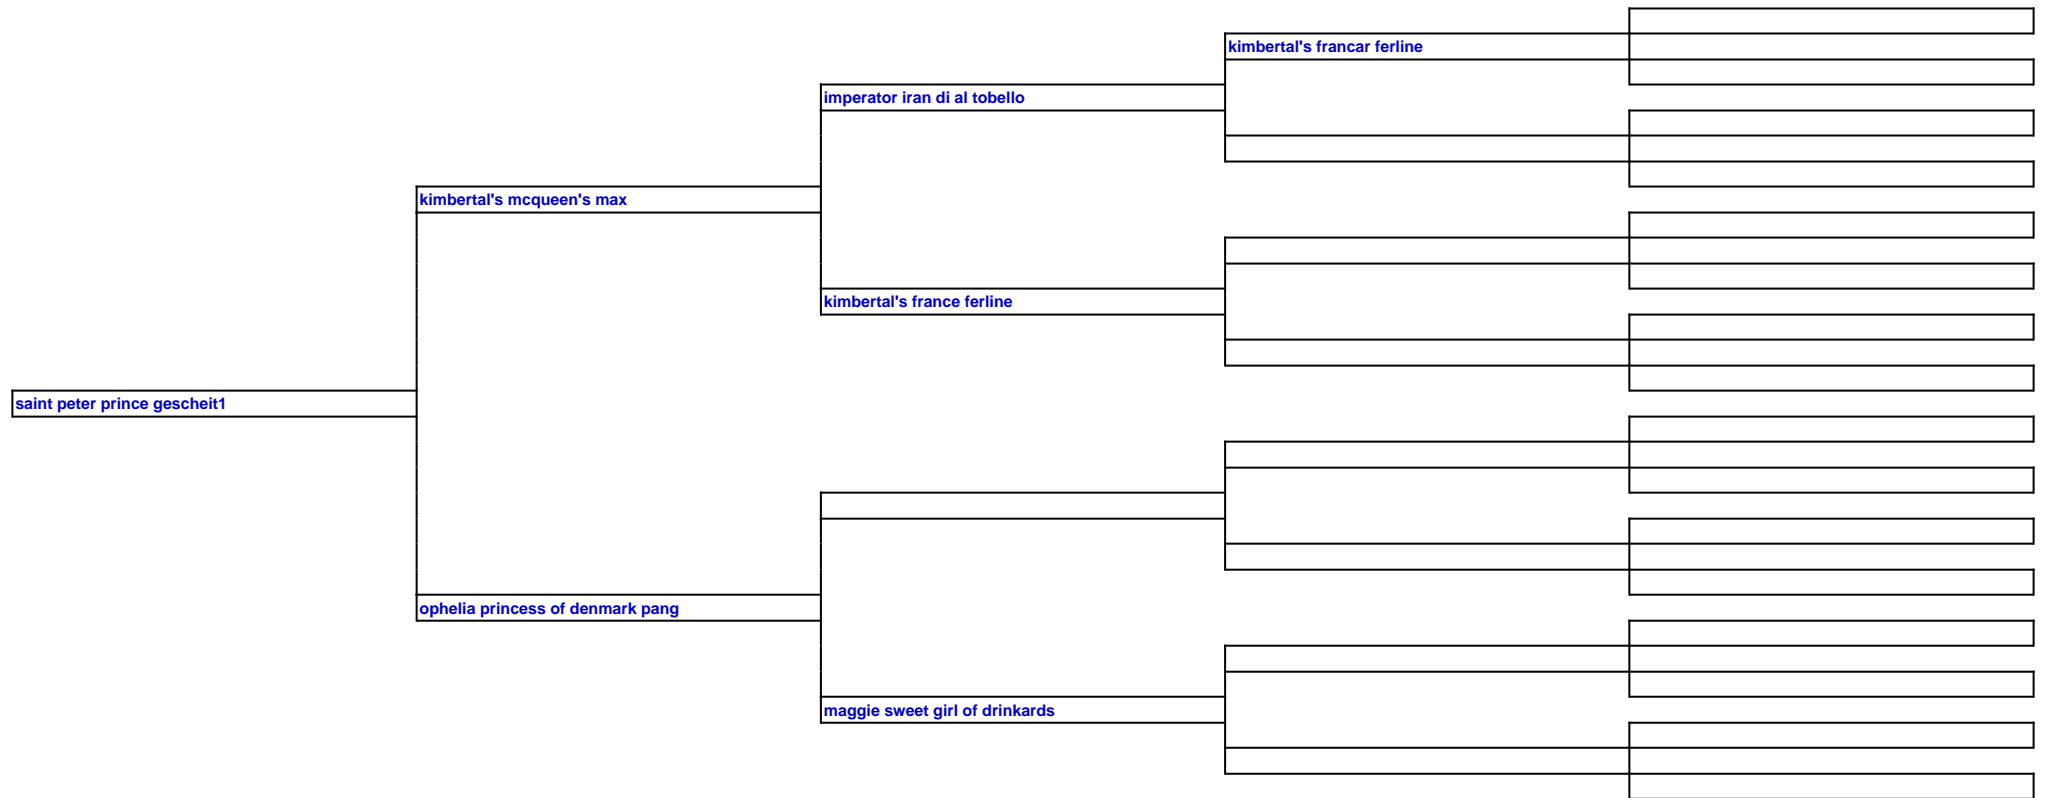 kimbertal's francar ferline
imperator iran di al tobello
kimbertal's mcqueen's max
kimbertal's france ferline
saint peter prince gescheit1
ophelia princess of denmark pang
maggie sweet girl of drinkards